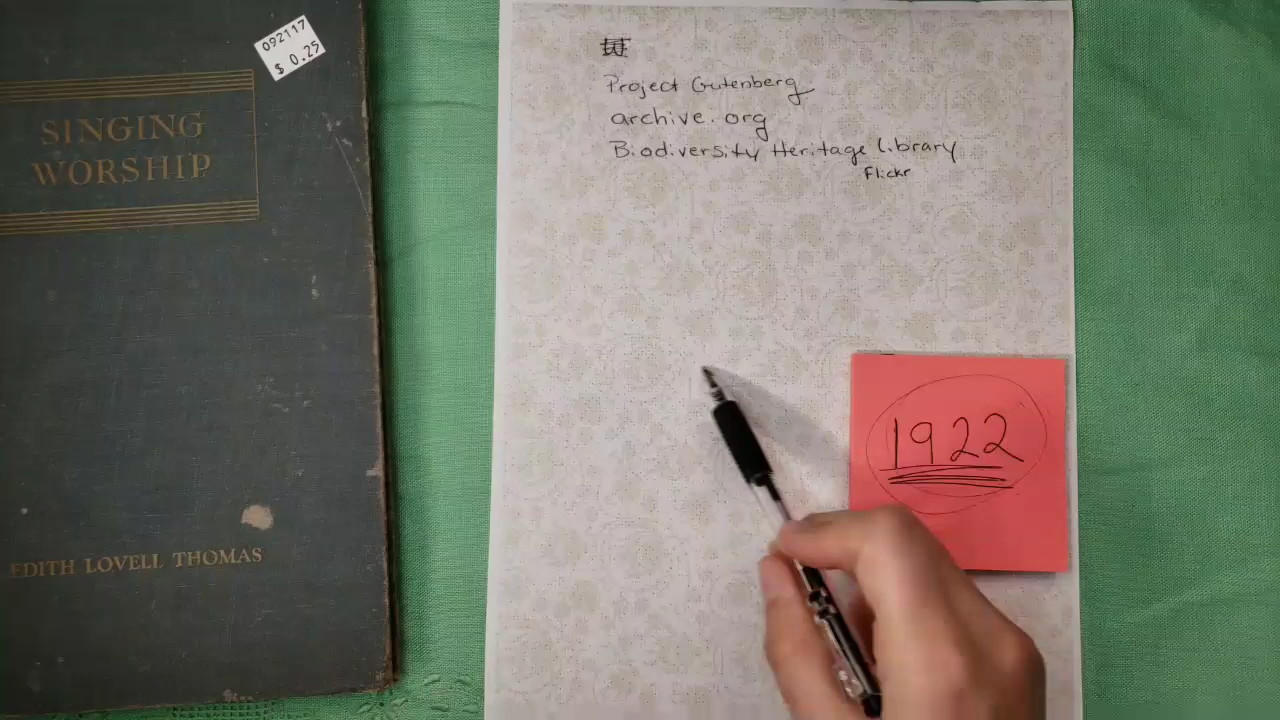 092117
$ 0.25
SINGING
WORSHIP
EDITH LOVELL THOMAS
Project Gutenberg
archive.org
Biodiversity Heritage Library
Flickr
1922